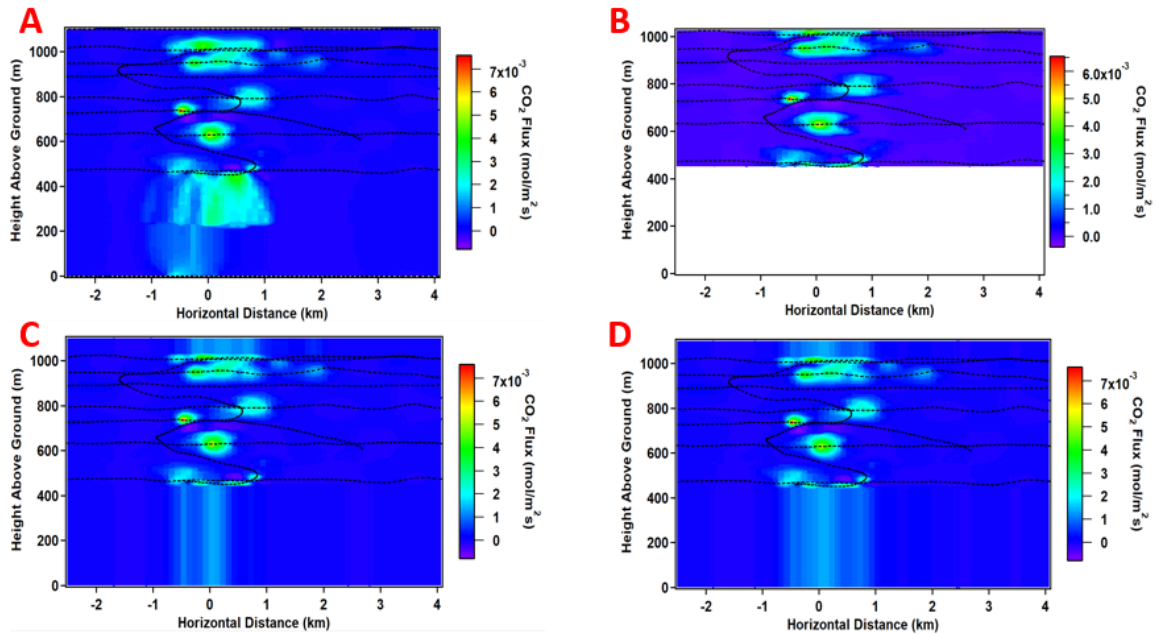 A
Height Above Ground (m)
1000
800
600
400
200
0
-2 -1 0 1 2 3 4
Horizontal Distance (km)
7x10⁻³
6
5
4
3
2
1
0
CO₂ Flux (mol/m²s)
B
Height Above Ground (m)
1000
800
600
400
200
0
-2 -1 0 1 2 3 4
Horizontal Distance (km)
6.0x10⁻³
5.0
4.0
3.0
2.0
1.0
0.0
CO₂ Flux (mol/m²s)
C
Height Above Ground (m)
1000
800
600
400
200
0
-2 -1 0 1 2 3 4
Horizontal Distance (km)
7x10⁻³
6
5
4
3
2
1
0
CO₂ Flux (mol/m²s)
D
Height Above Ground (m)
1000
800
600
400
200
0
-2 -1 0 1 2 3 4
Horizontal Distance (km)
7x10⁻³
6
5
4
3
2
1
0
CO₂ Flux (mol/m²s)